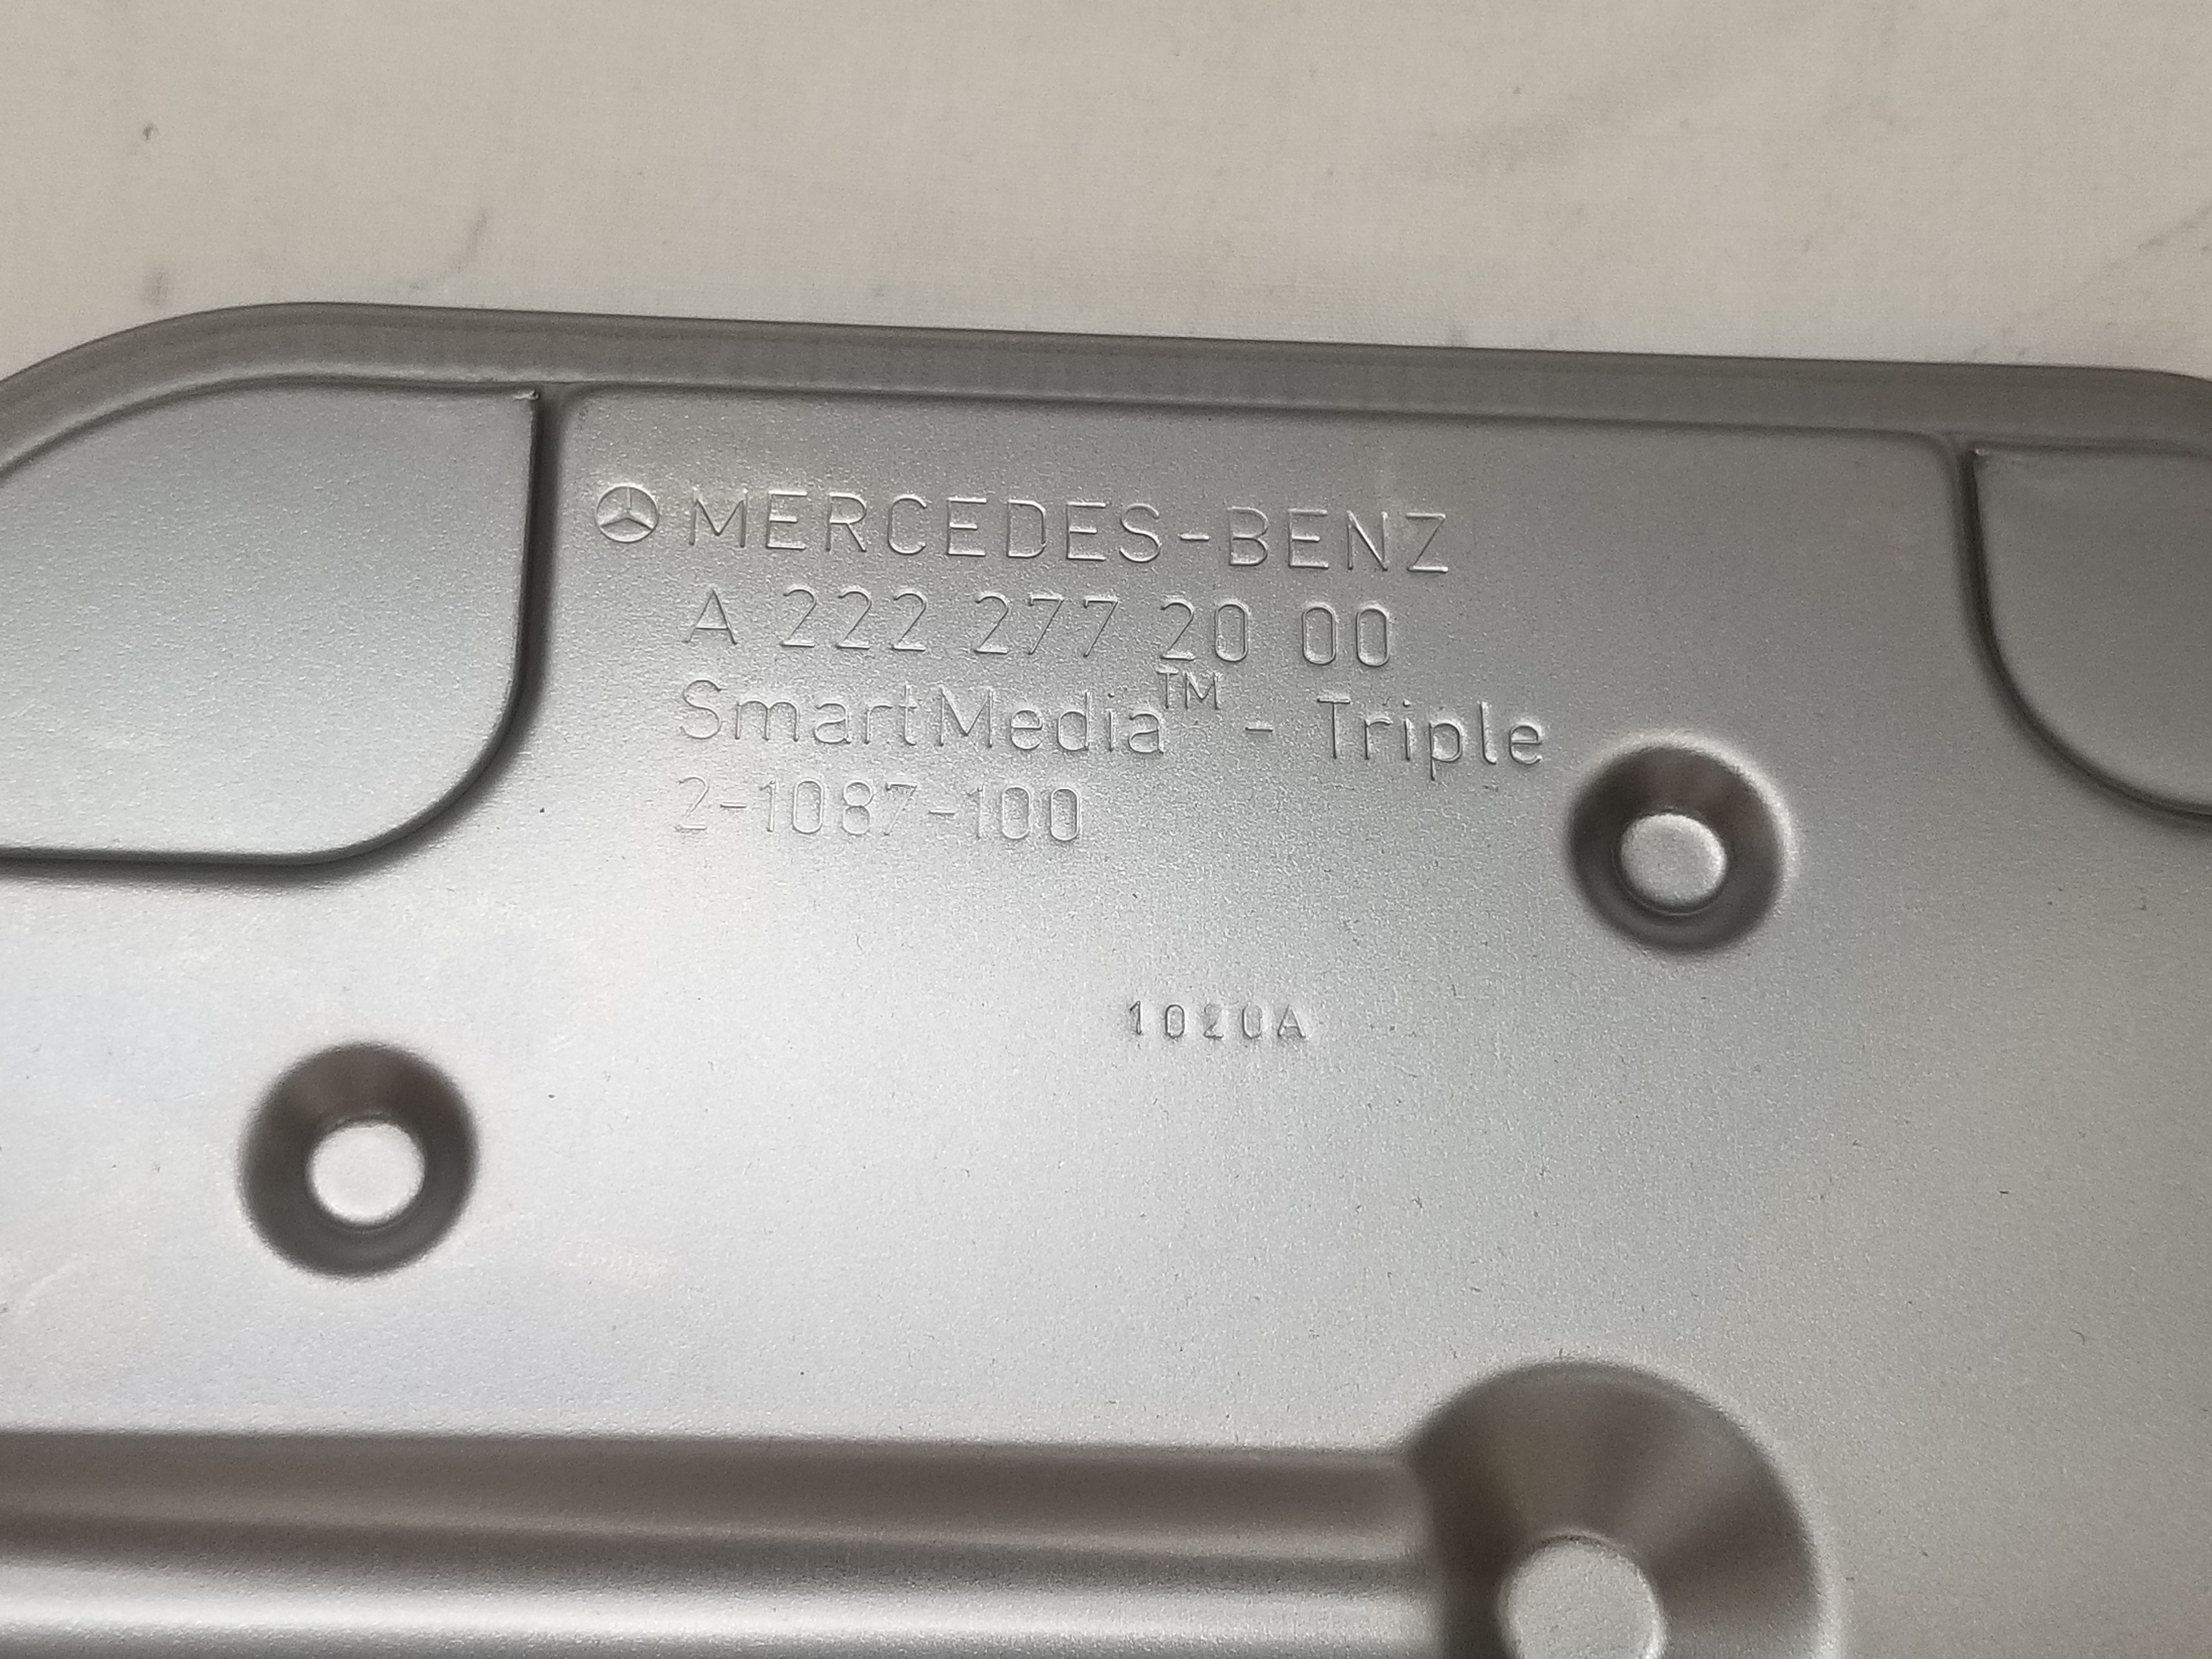 MERCEDES-BENZ
A 222 277 20 00
SmartMedia™ - Triple
2-1087-100
1020A